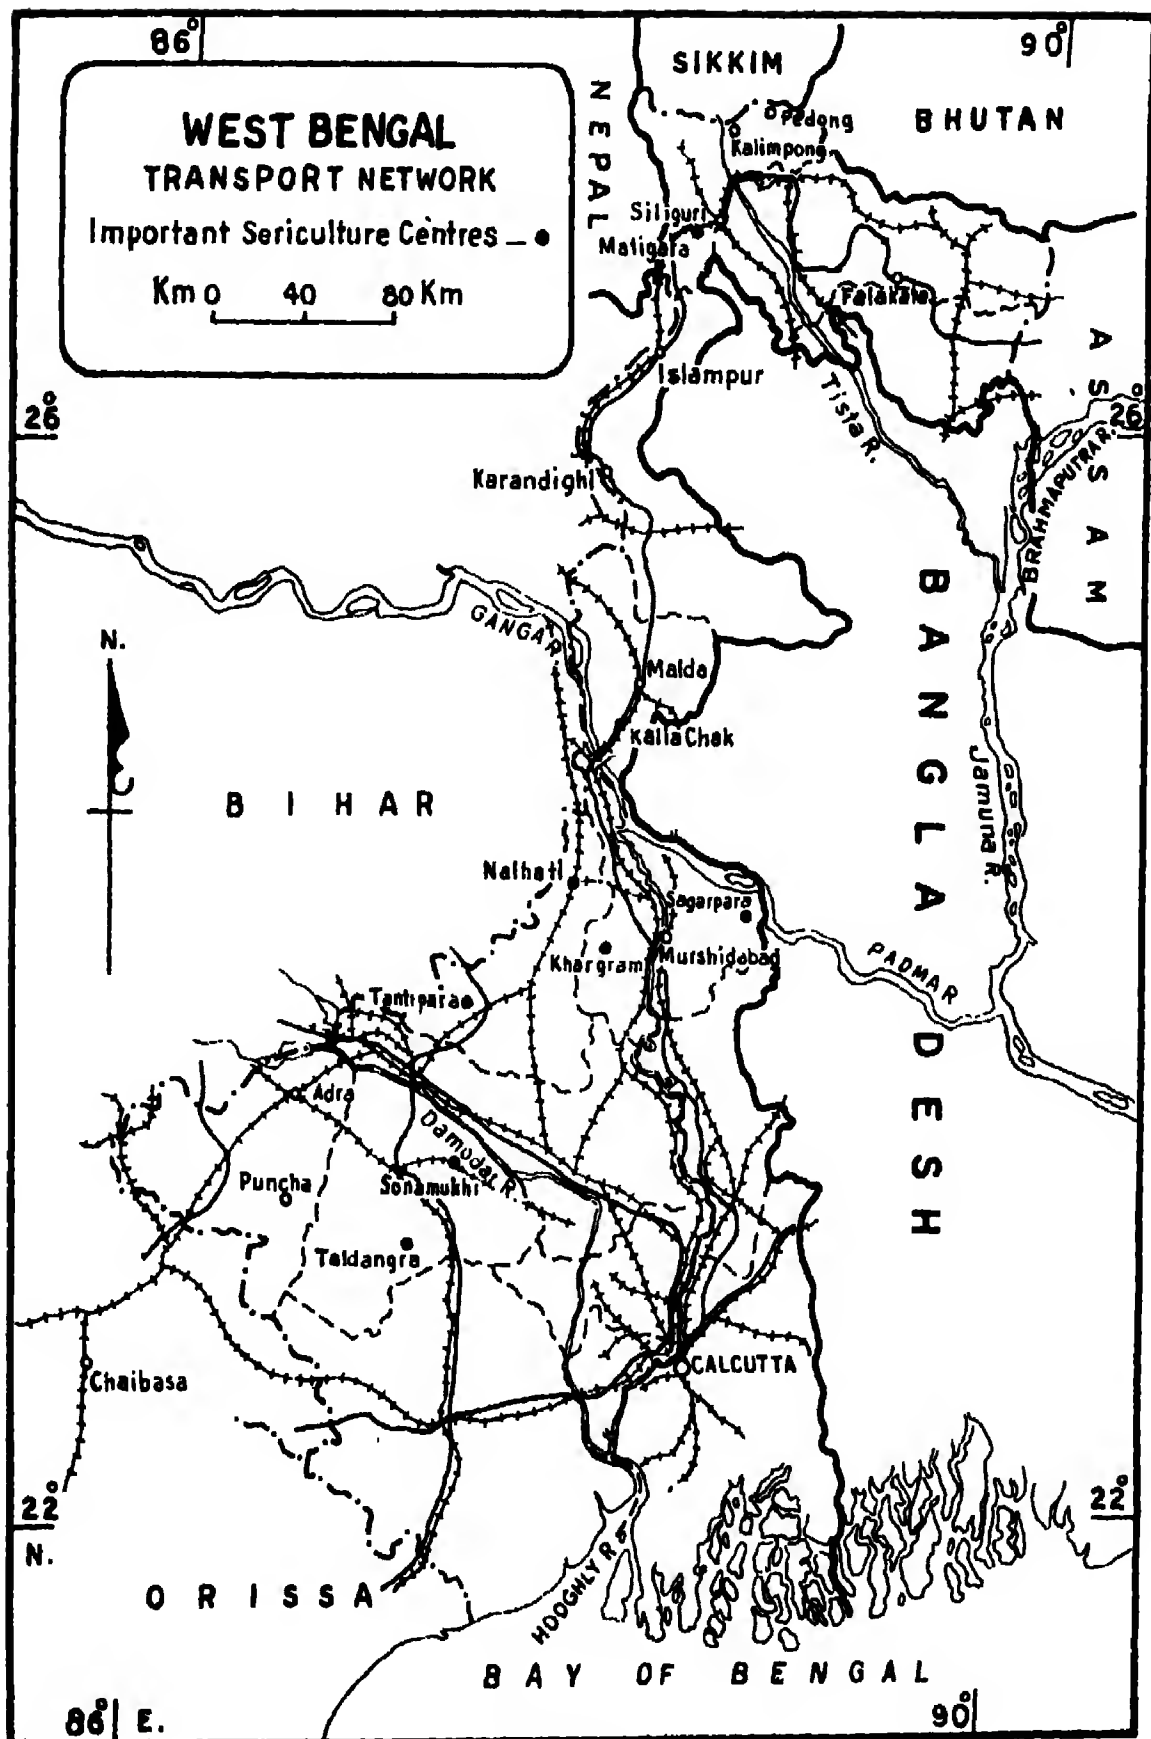 86°
90°
WEST BENGAL
TRANSPORT NETWORK
Important Sericulture Centres – ●
Km 0 40 80 Km
SIKKIM
NEPAL
BHUTAN
Pedong
Kalimpong
Siliguri
Matigara
Falakata
ASSAM
Islampur
Tista R.
26°
26°
BRAHMAPUTRA R.
Karandighi
BANGLADESH
GANGA R.
N.
Malda
Kalia Chak
Jamuna R.
BIHAR
Nalhati
Sagarpara
Khargram
Murshidabad
PADMA R
Tantipara
Adra
Damodar R.
Puncha
Sonamukhi
Taldangra
CALCUTTA
Chaibasa
22°
N.
22°
ORISSA
HOOGHLY R.
BAY OF BENGAL
86° E.
90°